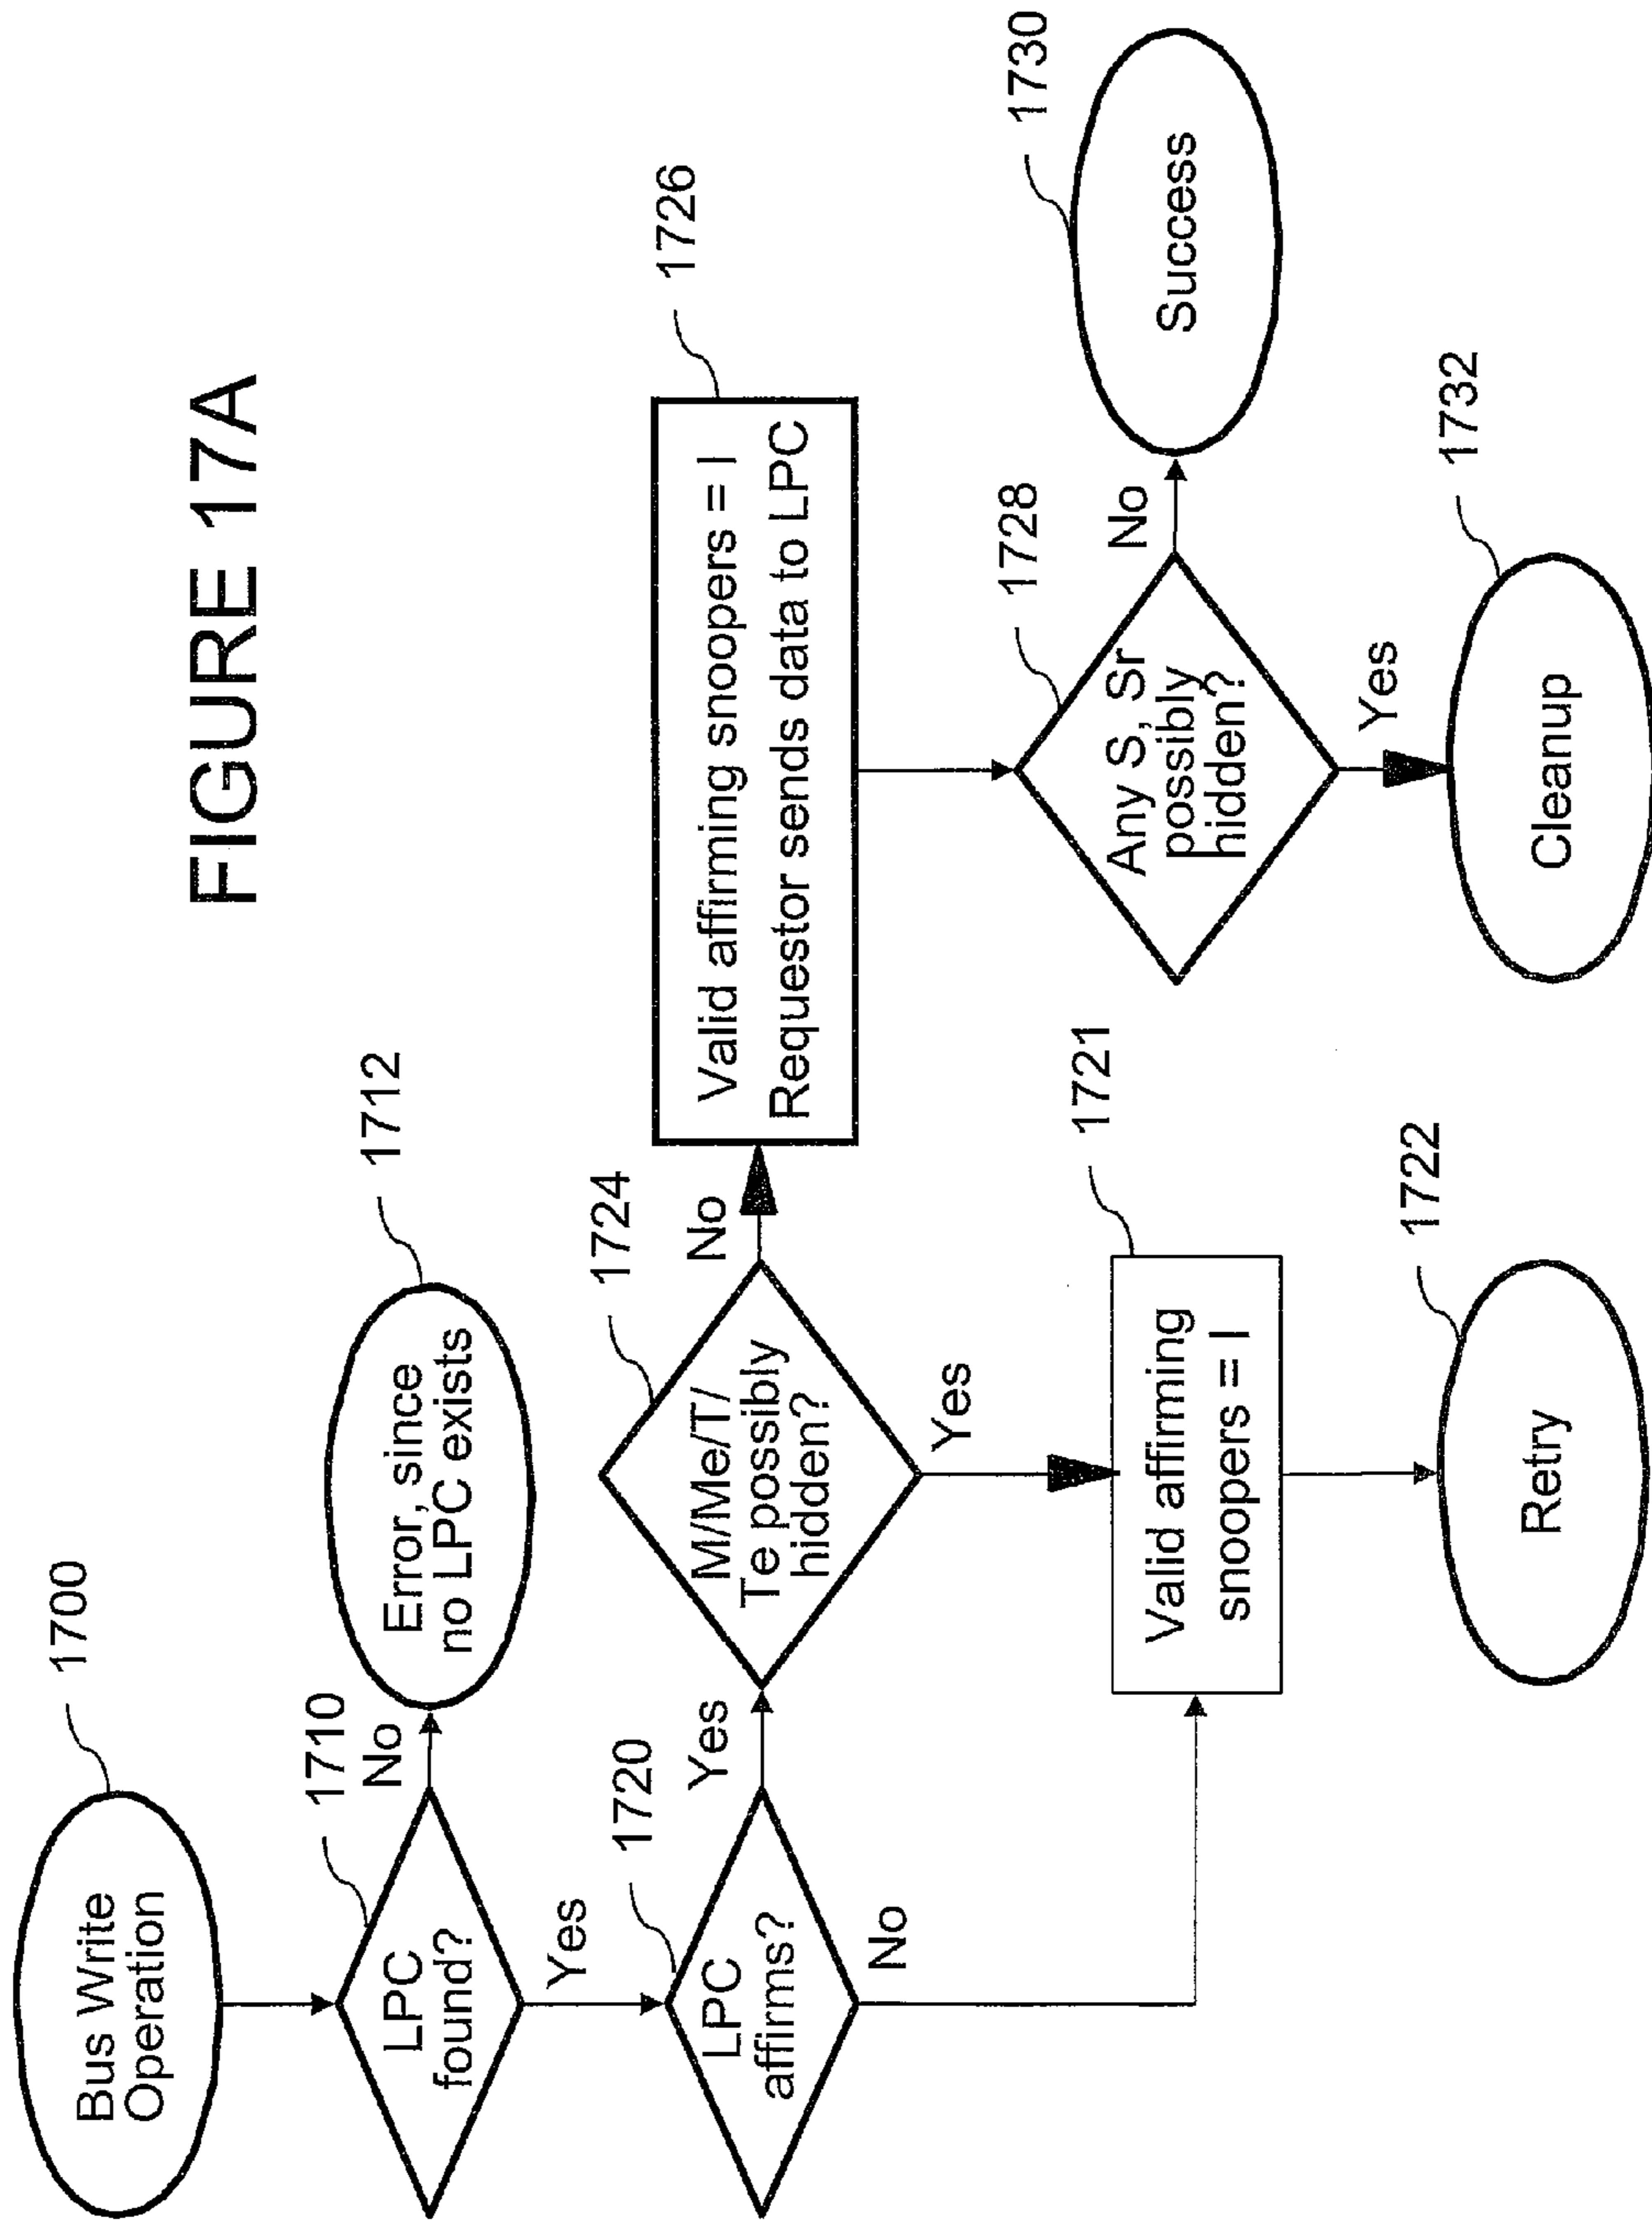 FIGURE 17A
Bus Write
Operation
1700
LPC
found?
1710
No
Error, since
no LPC exists
1712
Yes
LPC
affirms?
1720
Yes
No
M/Me/T/
Te possibly
hidden?
1724
No
Yes
Valid affirming snoopers = I
Requestor sends data to LPC
1726
Valid affirming
snoopers = I
1721
Retry
1722
Any S, Sr
possibly
hidden?
1728
No
Success
1730
Yes
Cleanup
1732